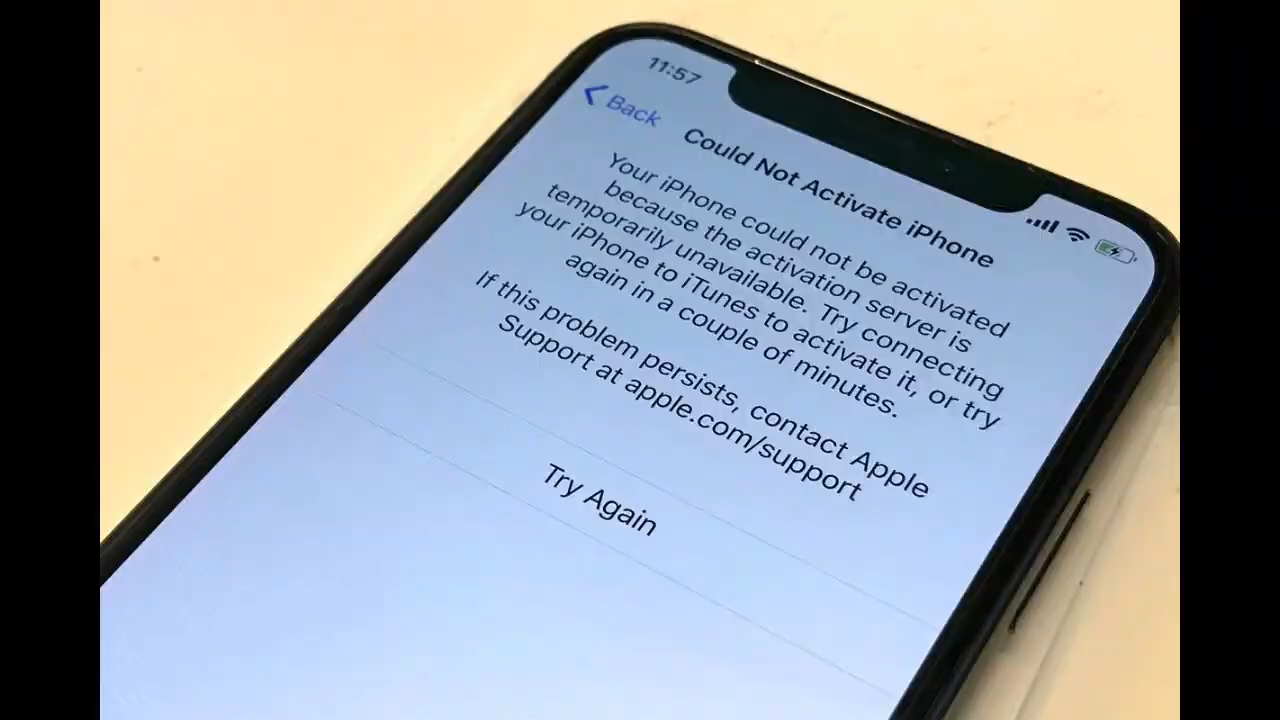 11:57
Back
Could Not Activate iPhone
Your iPhone could not be activated
because the activation server is
temporarily unavailable. Try connecting
your iPhone to iTunes to activate it, or try
again in a couple of minutes.
If this problem persists, contact Apple
Support at apple.com/support
Try Again